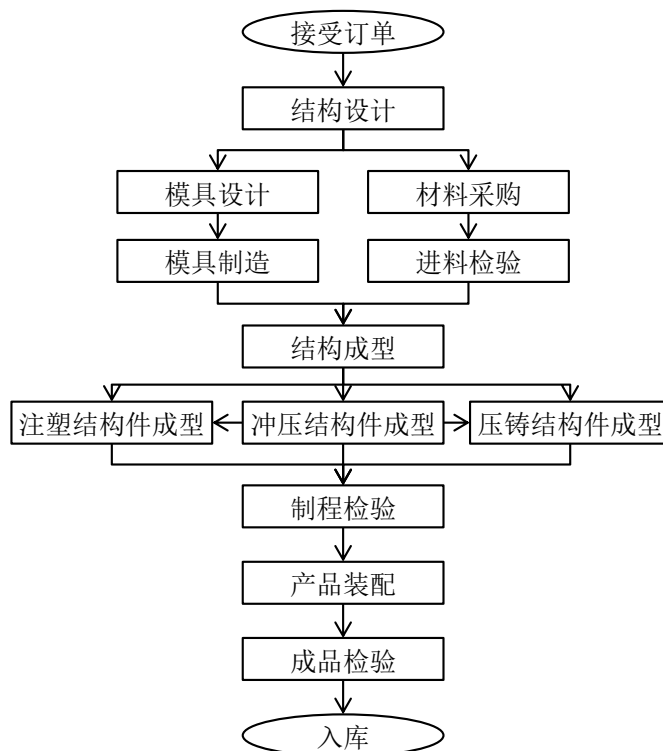 接受订单
结构设计
模具设计
材料采购
模具制造
进料检验
结构成型
注塑结构件成型
冲压结构件成型
压铸结构件成型
制程检验
产品装配
成品检验
入库